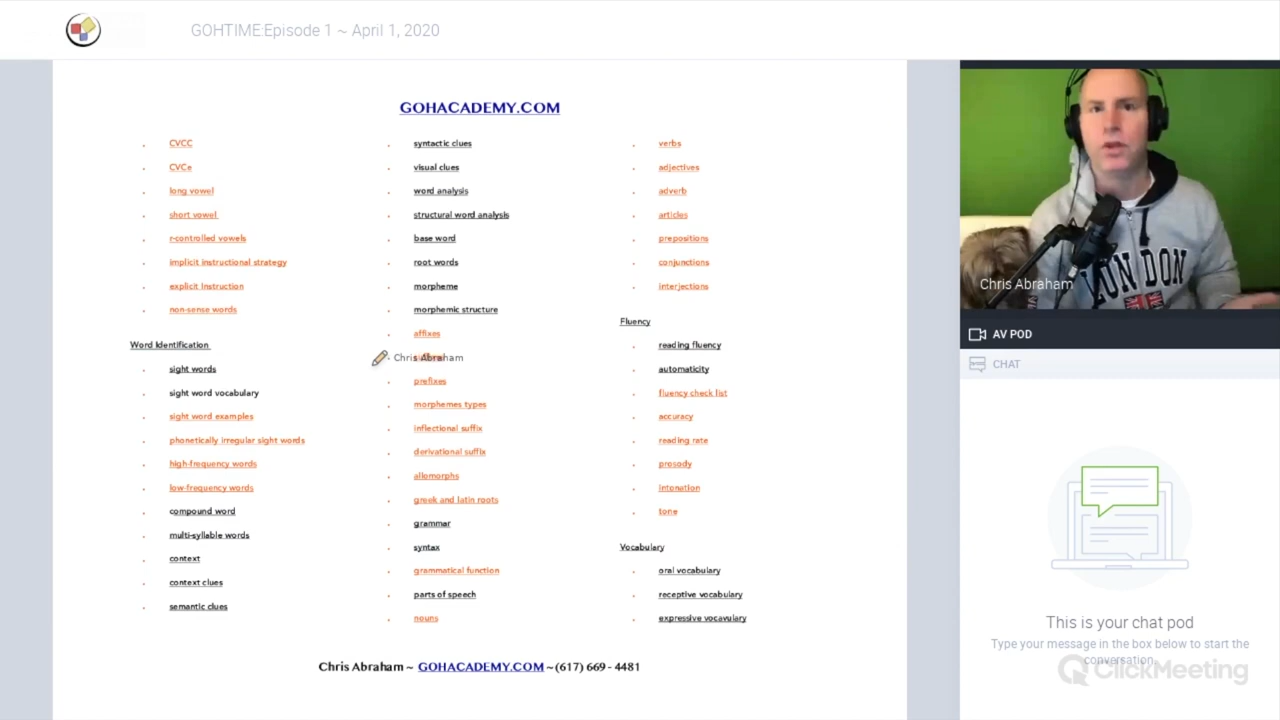 GOHTIME:Episode 1 ~ April 1, 2020
GOHACADEMY.COM
CVCC
CVCe
long vowel
short vowel
r-controlled vowels
implicit instructional strategy
explicit Instruction
non-sense words
Word Identification
sight words
sight word vocabulary
sight word examples
phonetically irregular sight words
high-frequency words
low-frequency words
compound word
multi-syllable words
context
context clues
semantic clues
syntactic clues
visual clues
word analysis
structural word analysis
base word
root words
morpheme
morphemic structure
affixes
Chris Abraham
prefixes
morphemes types
inflectional suffix
derivational suffix
allomorphs
greek and latin roots
grammar
syntax
grammatical function
parts of speech
nouns
verbs
adjectives
adverb
articles
prepositions
conjunctions
interjections
Fluency
reading fluency
automaticity
fluency check list
accuracy
reading rate
prosody
intonation
tone
Vocabulary
oral vocabulary
receptive vocabulary
expressive vocavulary
Chris Abraham ~ GOHACADEMY.COM ~ (617) 669 - 4481
LONDON
Chris Abraham
AV POD
CHAT
This is your chat pod
Type your message in the box below to start the
conversation.
ClickMeeting